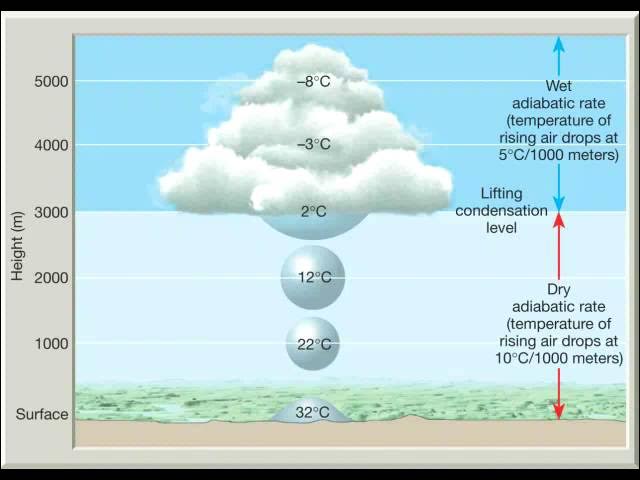 Height (m)
5000
4000
3000
2000
1000
Surface
–8°C
–3°C
2°C
12°C
22°C
32°C
Wet
adiabatic rate
(temperature of
rising air drops at
5°C/1000 meters)
Lifting
condensation
level
Dry
adiabatic rate
(temperature of
rising air drops at
10°C/1000 meters)